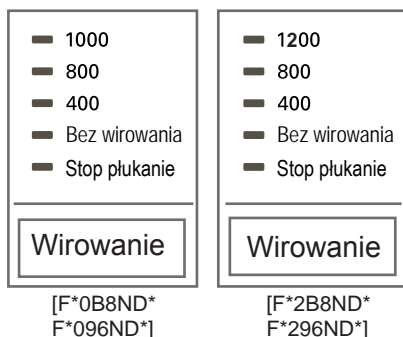 1000
800
400
Bez wirowania
Stop płukanie
Wirowanie
[F*0B8ND*
F*096ND*]
1200
800
400
Bez wirowania
Stop płukanie
Wirowanie
[F*2B8ND*
F*296ND*]